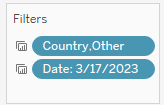 Filters
Country,Other
Date: 3/17/2023